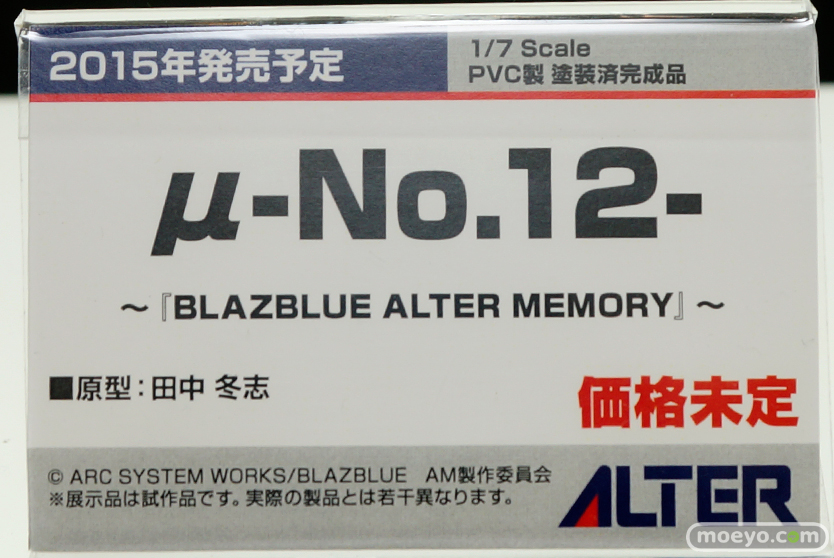 2015年発売予定
1/7 Scale
PVC製 塗装済完成品
μ-No.12-
～『BLAZBLUE ALTER MEMORY』～
■原型：田中 冬志
価格未定
© ARC SYSTEM WORKS/BLAZBLUE AM製作委員会
※展示品は試作品です。実際の製品とは若干異なります。
ALTER
moeyo.com